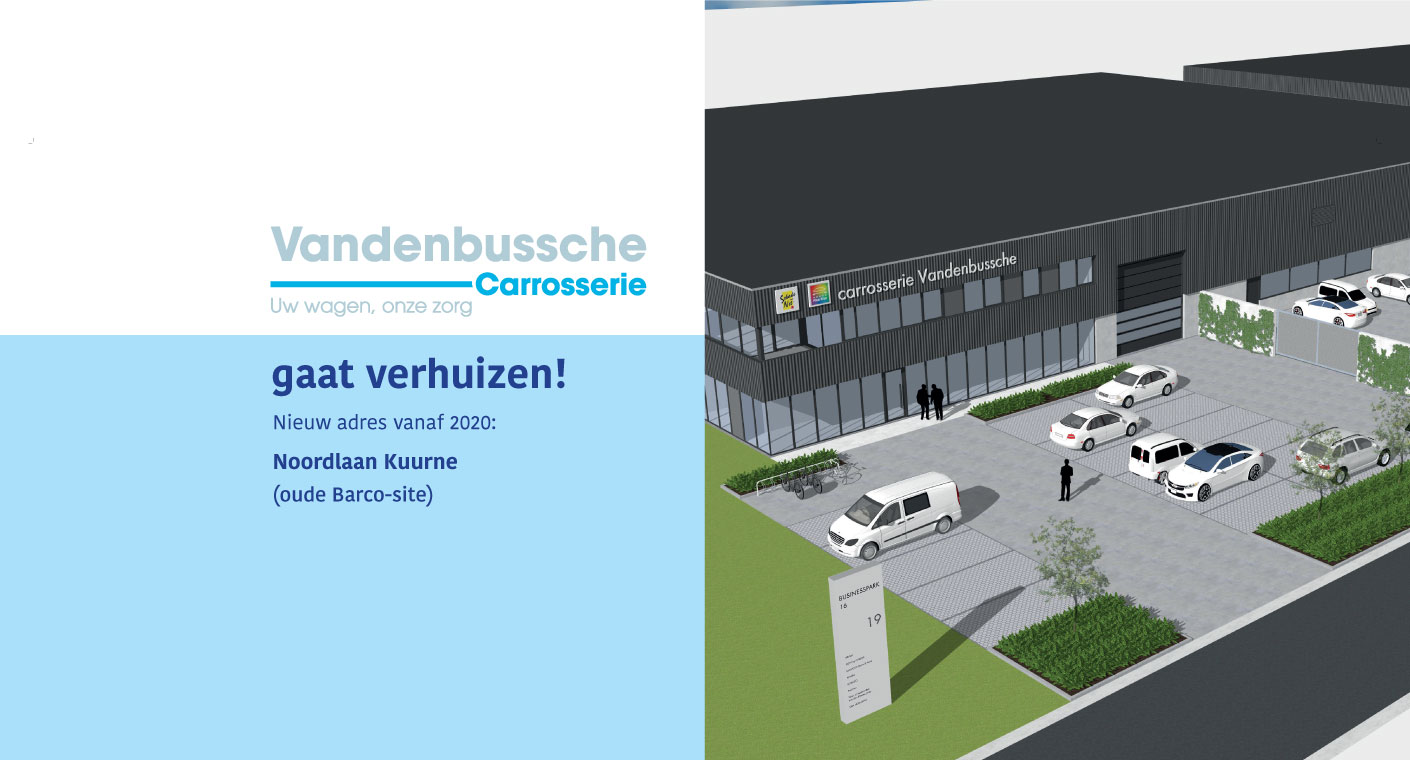 Vandenbussche
Carrosserie
Uw wagen, onze zorg
gaat verhuizen!
Nieuw adres vanaf 2020:
Noordlaan Kuurne
(oude Barco-site)
carrosserie Vandenbussche
BUSINESSPARK
16
19